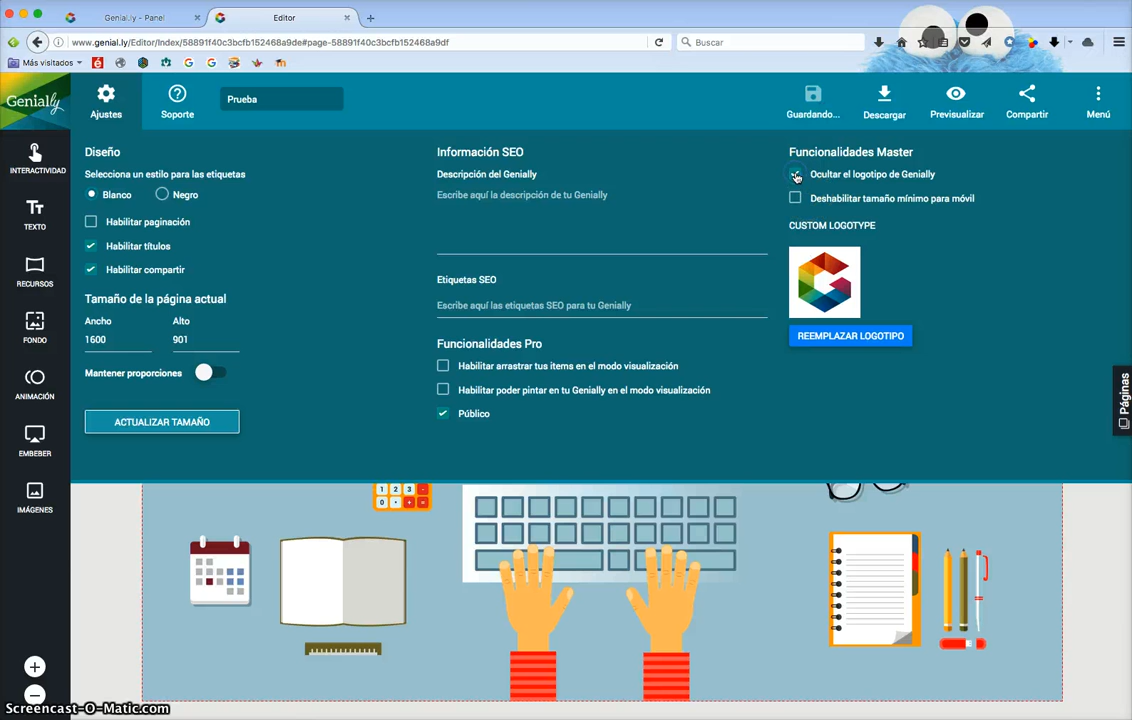 Genial.ly - Panel
Editor
www.genial.ly/Editor/Index/58891f40c3bcfb152468a9de#page-58891f40c3bcfb152468a9df
Buscar
Más visitados
Genially
Ajustes
Soporte
Prueba
Guardando...
Descargar
Previsualizar
Compartir
Menú
INTERACTIVIDAD
TEXTO
RECURSOS
FONDO
ANIMACIÓN
EMBEBER
IMÁGENES
Diseño
Selecciona un estilo para las etiquetas
Blanco
Negro
Habilitar paginación
Habilitar títulos
Habilitar compartir
Tamaño de la página actual
Ancho
Alto
1600
901
Mantener proporciones
ACTUALIZAR TAMAÑO
Información SEO
Descripción del Genially
Escribe aquí la descripción de tu Genially
Etiquetas SEO
Escribe aquí las etiquetas SEO para tu Genially
Funcionalidades Pro
Habilitar arrastrar tus items en el modo visualización
Habilitar poder pintar en tu Genially en el modo visualización
Público
Funcionalidades Master
Ocultar el logotipo de Genially
Deshabilitar tamaño mínimo para móvil
CUSTOM LOGOTYPE
REEMPLAZAR LOGOTIPO
Páginas
1 2 3 -
0 • + =
Screencast-O-Matic.com